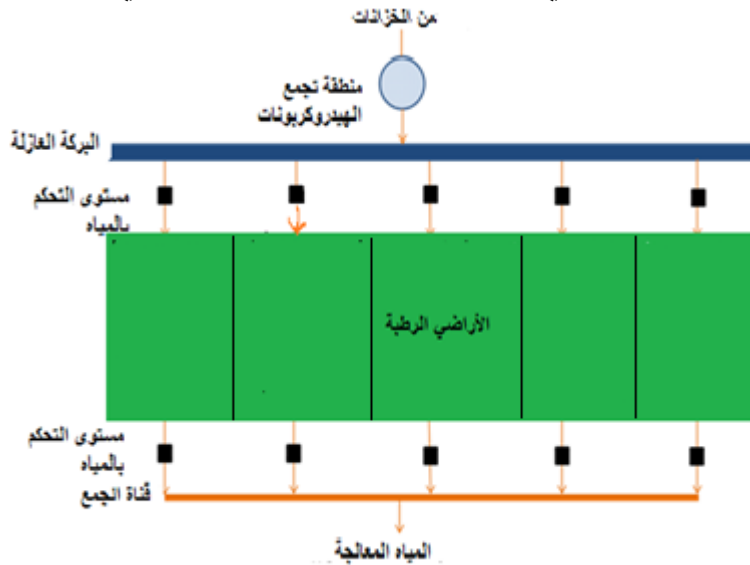 من الخزانات
منطقة تجمع
الهيدروكربونات
البركة العازلة
مستوى التحكم
بالمياه
الأراضي الرطبة
مستوى التحكم
بالمياه
قناة الجمع
المياه المعالجة